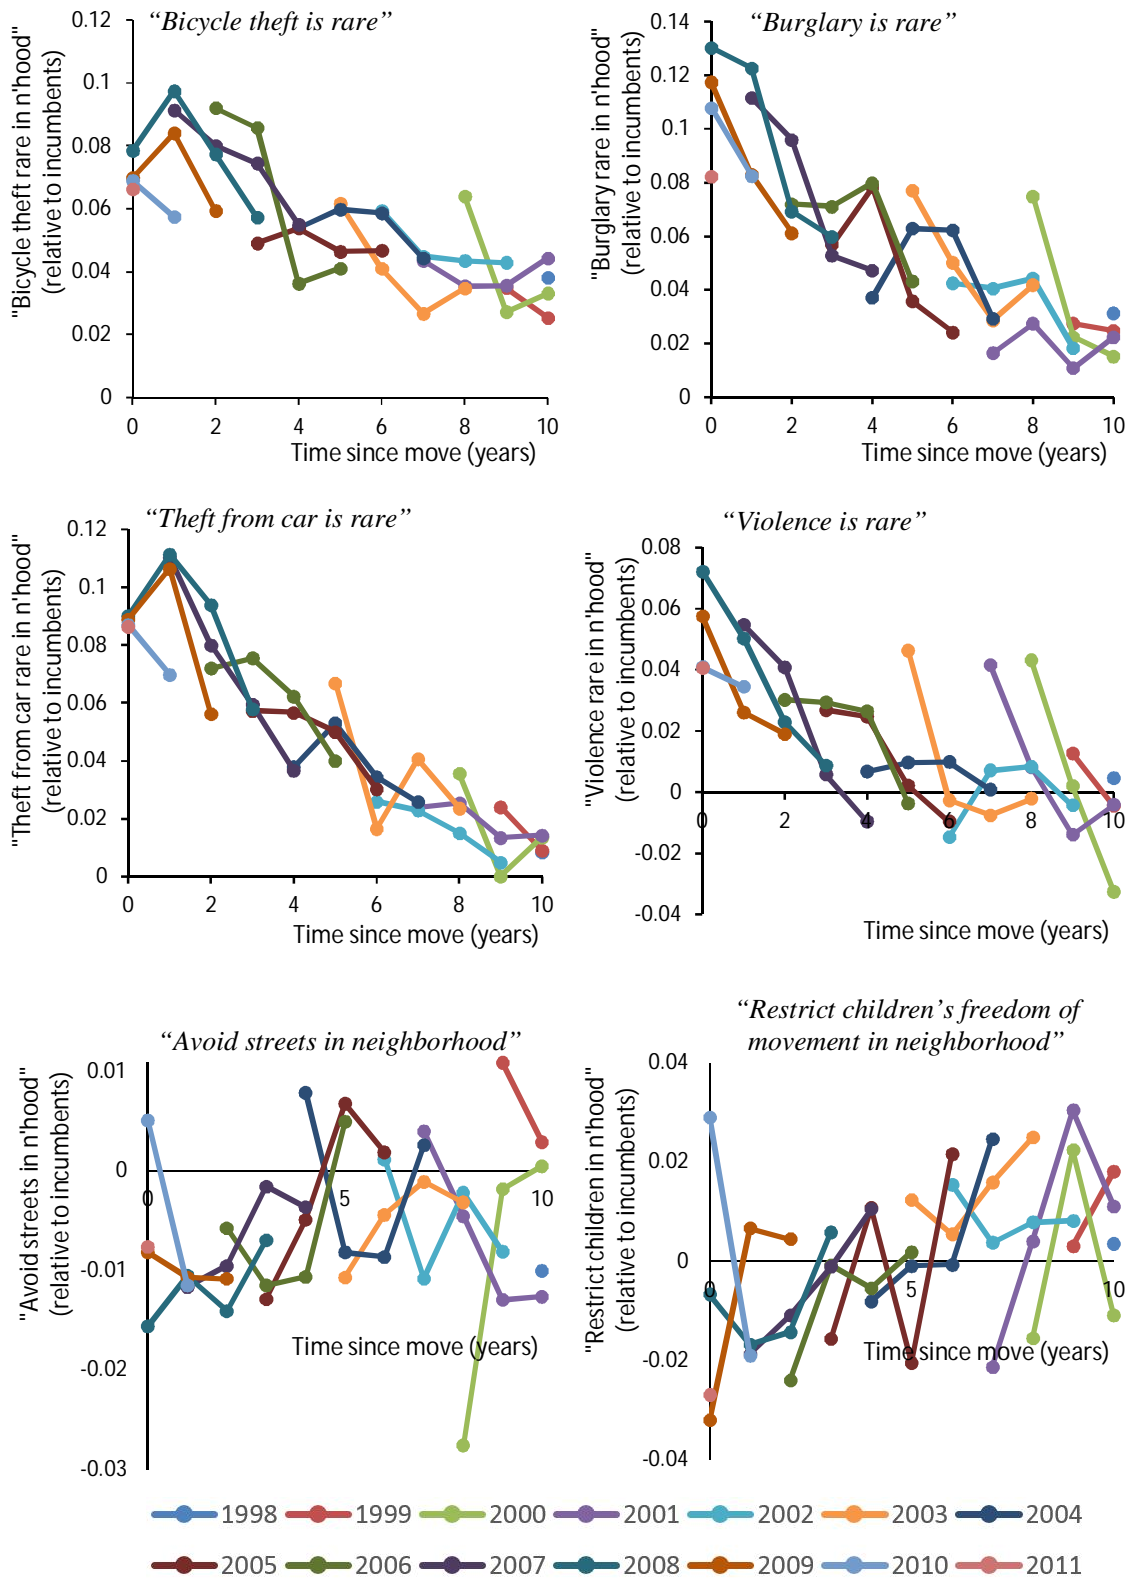 “Bicycle theft is rare”
"Bicycle theft rare in n'hood"
(relative to incumbents)
0.12
0.1
0.08
0.06
0.04
0.02
0
0 2 4 6 8 10
Time since move (years)
“Burglary is rare”
"Burglary rare in n'hood"
(relative to incumbents)
0.14
0.12
0.1
0.08
0.06
0.04
0.02
0
0 2 4 6 8 10
Time since move (years)
“Theft from car is rare”
"Theft from car rare in n'hood"
(relative to incumbents)
0.12
0.1
0.08
0.06
0.04
0.02
0
0 2 4 6 8 10
Time since move (years)
“Violence is rare”
"Violence rare in n'hood"
(relative to incumbents)
0.08
0.06
0.04
0.02
0
-0.02
-0.04
0 2 4 6 8 10
Time since move (years)
“Avoid streets in neighborhood”
"Avoid streets in n'hood"
(relative to incumbents)
0.01
0
-0.01
-0.02
-0.03
0 5 10
Time since move (years)
“Restrict children’s freedom of
movement in neighborhood”
"Restrict children in n'hood"
(relative to incumbents)
0.04
0.02
0
-0.02
-0.04
0 5 10
Time since move (years)
1998 1999 2000 2001 2002 2003 2004
2005 2006 2007 2008 2009 2010 2011